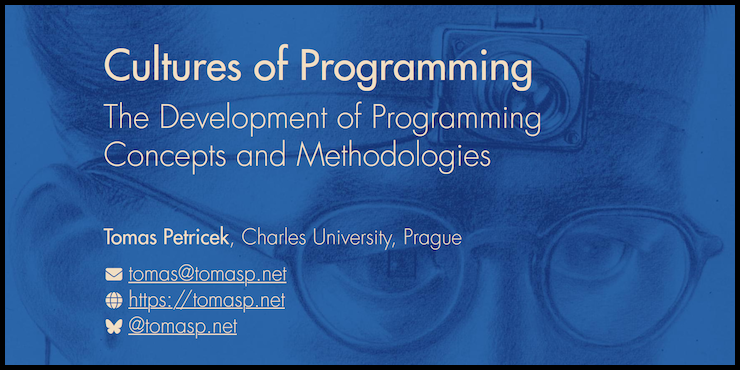 Cultures of Programming
The Development of Programming
Concepts and Methodologies
Tomas Petricek, Charles University, Prague
tomas@tomasp.net
https://tomasp.net
@tomasp.net